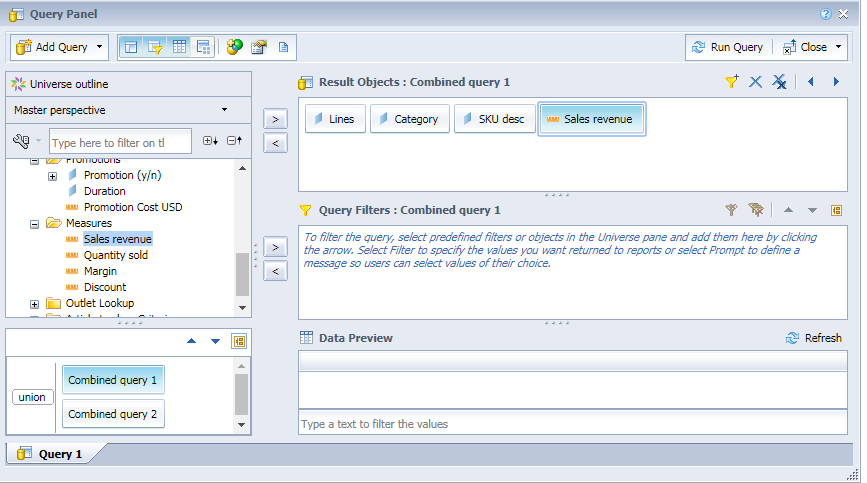 Query Panel
Add Query
Run Query
Close
Universe outline
Master perspective
Type here to filter on tl
Promotions
Promotion (y/n)
Duration
Promotion Cost USD
Measures
Sales revenue
Quantity sold
Margin
Discount
Outlet Lookup
union
Combined query 1
Combined query 2
Result Objects : Combined query 1
Lines
Category
SKU desc
Sales revenue
Query Filters : Combined query 1
To filter the query, select predefined filters or objects in the Universe pane and add them here by clicking
the arrow. Select Filter to specify the values you want returned to reports or select Prompt to define a
message so users can select values of their choice.
Data Preview
Refresh
Type a text to filter the values
Query 1